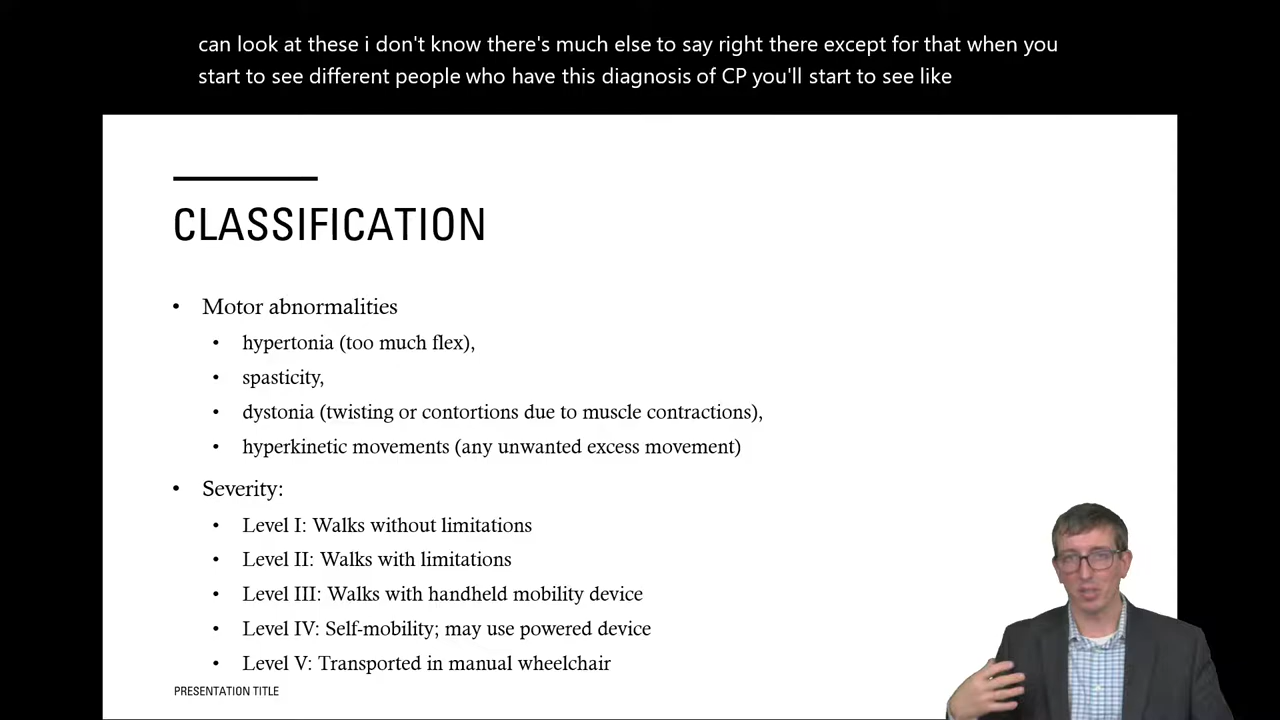 can look at these i don't know there's much else to say right there except for that when you
start to see different people who have this diagnosis of CP you'll start to see like
CLASSIFICATION
• Motor abnormalities
• hypertonia (too much flex),
• spasticity,
• dystonia (twisting or contortions due to muscle contractions),
• hyperkinetic movements (any unwanted excess movement)
• Severity:
• Level I: Walks without limitations
• Level II: Walks with limitations
• Level III: Walks with handheld mobility device
• Level IV: Self-mobility; may use powered device
• Level V: Transported in manual wheelchair
PRESENTATION TITLE